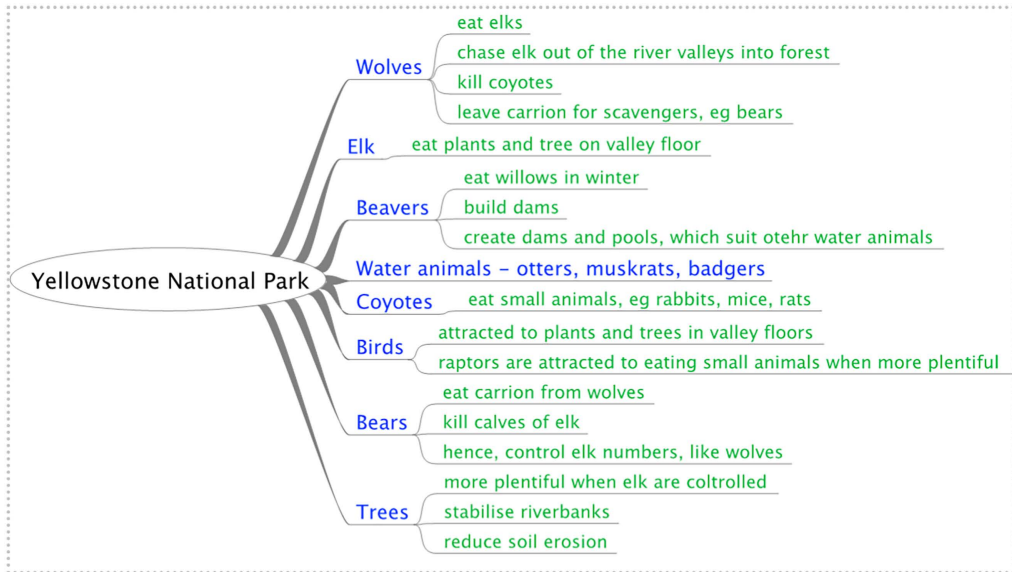 eat elks
chase elk out of the river valleys into forest
Wolves
kill coyotes
leave carrion for scavengers, eg bears
Elk
eat plants and tree on valley floor
eat willows in winter
Beavers
build dams
create dams and pools, which suit otehr water animals
Yellowstone National Park
Water animals – otters, muskrats, badgers
Coyotes
eat small animals, eg rabbits, mice, rats
attracted to plants and trees in valley floors
Birds
raptors are attracted to eating small animals when more plentiful
eat carrion from wolves
Bears
kill calves of elk
hence, control elk numbers, like wolves
more plentiful when elk are coltrolled
Trees
stabilise riverbanks
reduce soil erosion